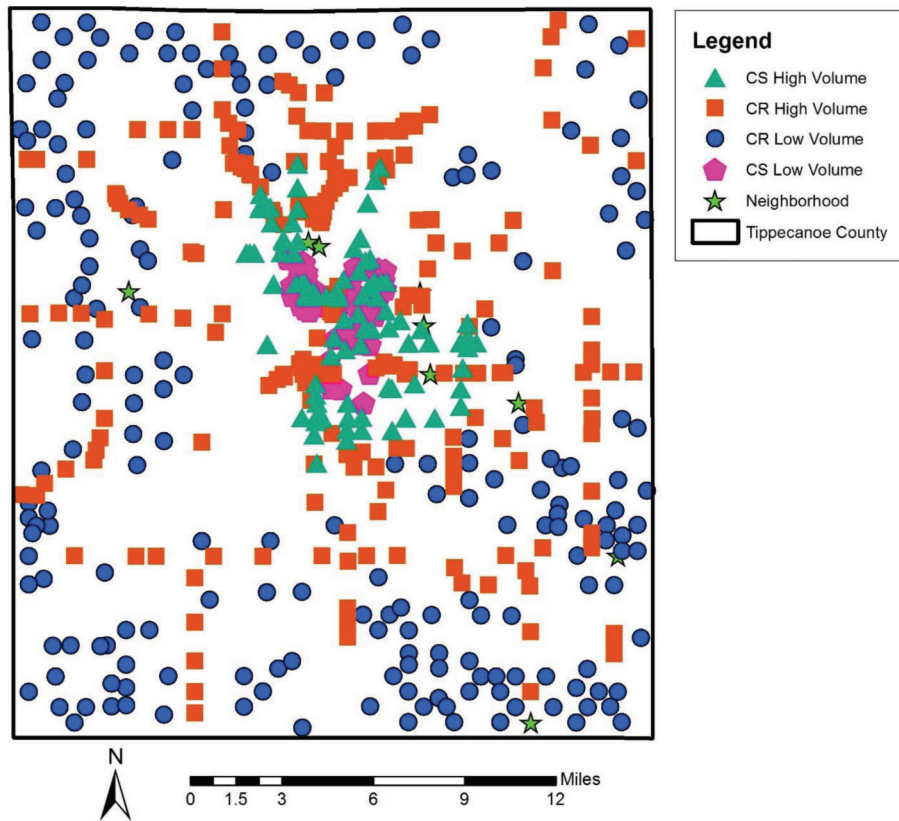 Legend
CS High Volume
CR High Volume
CR Low Volume
CS Low Volume
Neighborhood
Tippecanoe County
N
Miles
0 1.5 3 6 9 12